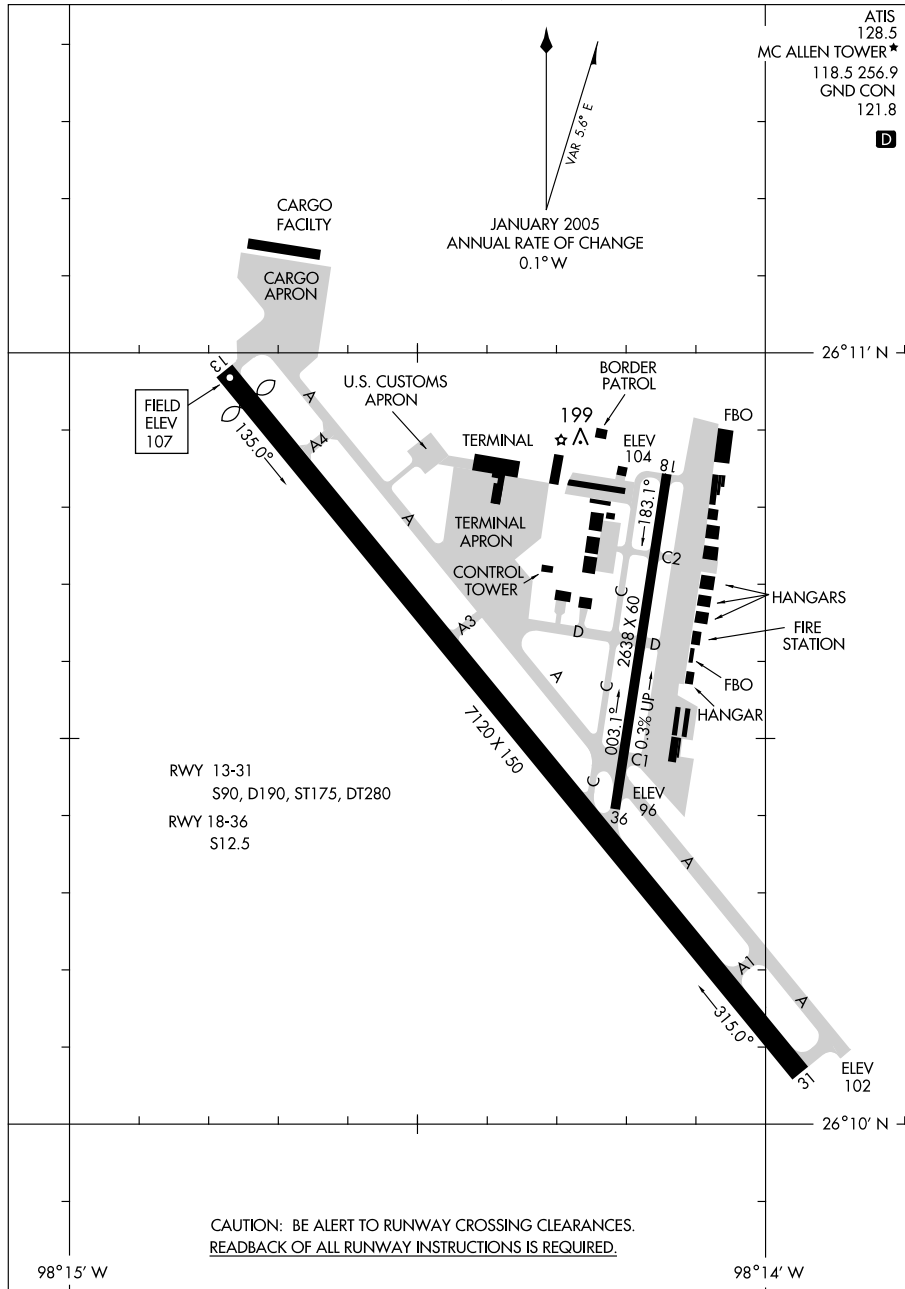 ATIS
128.5
MC ALLEN TOWER★
118.5 256.9
GND CON
121.8
D
VAR 5.6° E
JANUARY 2005
ANNUAL RATE OF CHANGE
0.1° W
CARGO
FACILTY
CARGO
APRON
26°11' N
13
FIELD
ELEV
107
135.0°
A
A4
U.S. CUSTOMS
APRON
TERMINAL
199
BORDER
PATROL
ELEV
104
18
FBO
183.1°
A
TERMINAL
APRON
CONTROL
TOWER
C2
C
HANGARS
2638 X 60
A3
D
D
FIRE
STATION
A
C
FBO
003.1°
0.3% UP
HANGAR
7120 X 150
C1
C
ELEV
96
36
RWY 13-31
S90, D190, ST175, DT280
RWY 18-36
S12.5
A
A1
A
315.0°
31
ELEV
102
26°10' N
CAUTION: BE ALERT TO RUNWAY CROSSING CLEARANCES.
READBACK OF ALL RUNWAY INSTRUCTIONS IS REQUIRED.
98°15' W
98°14' W